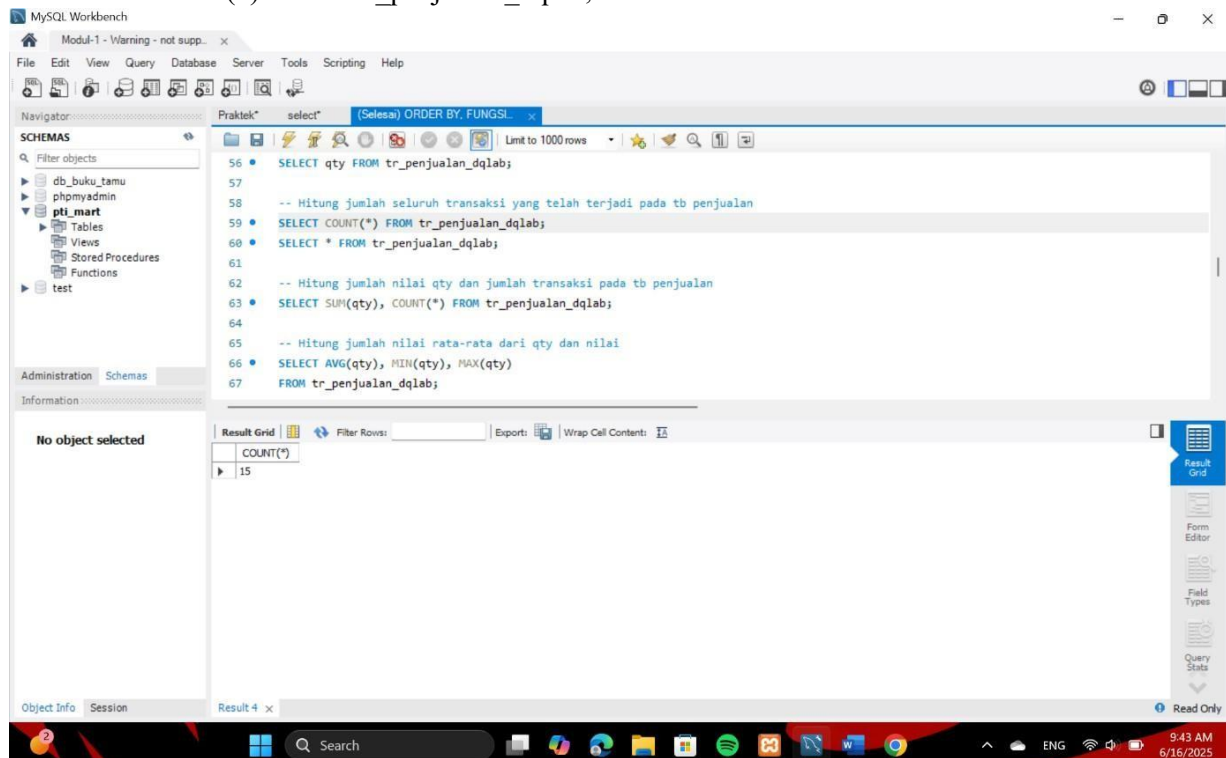 MySQL Workbench
Modul-1 - Warning - not supp..
File Edit View Query Database Server Tools Scripting Help
Navigator
SCHEMAS
Filter objects
db_buku_tamu
phpmyadmin
pti_mart
Tables
Views
Stored Procedures
Functions
test
Administration Schemas
Information
No object selected
Object Info Session
Praktek* select* (Selesai) ORDER BY, FUNGSI...
Limit to 1000 rows
56 SELECT qty FROM tr_penjualan_dqlab;
57
58 -- Hitung jumlah seluruh transaksi yang telah terjadi pada tb penjualan
59 SELECT COUNT(*) FROM tr_penjualan_dqlab;
60 SELECT * FROM tr_penjualan_dqlab;
61
62 -- Hitung jumlah nilai qty dan jumlah transaksi pada tb penjualan
63 SELECT SUM(qty), COUNT(*) FROM tr_penjualan_dqlab;
64
65 -- Hitung jumlah nilai rata-rata dari qty dan nilai
66 SELECT AVG(qty), MIN(qty), MAX(qty)
67 FROM tr_penjualan_dqlab;
Result Grid Filter Rows: Export: Wrap Cell Content:
COUNT(*)
15
Result Grid
Form Editor
Field Types
Query Stats
Result 4
Read Only
2
Search
ENG
9:43 AM
6/16/2025